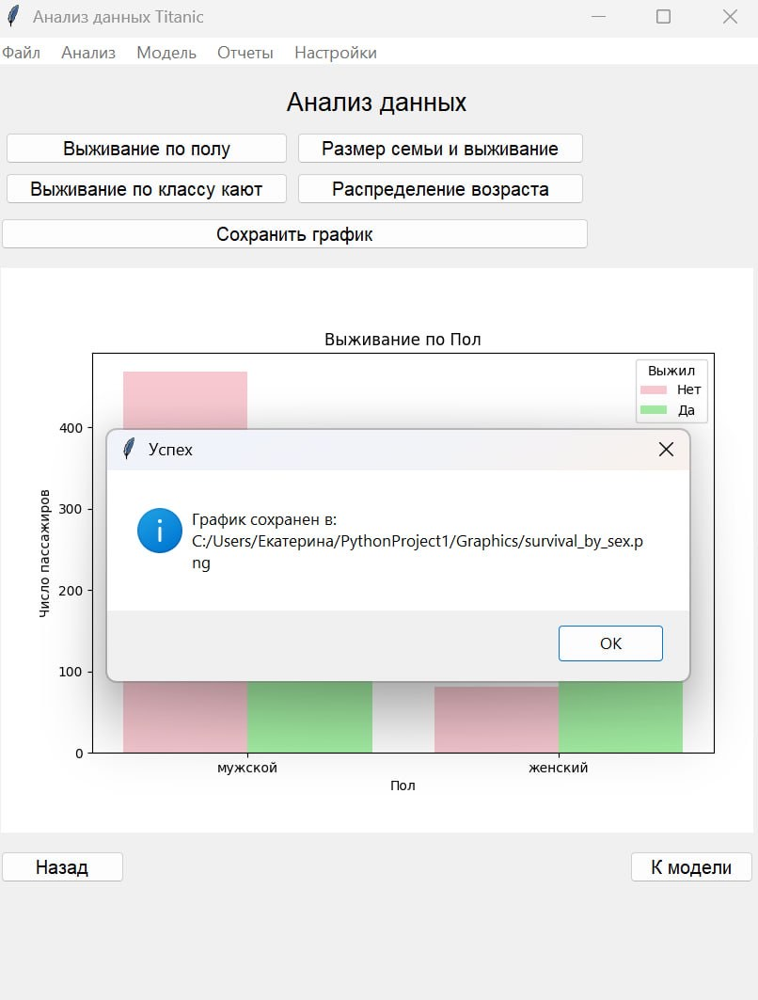 Анализ данных Titanic
Файл Анализ Модель Отчеты Настройки
Анализ данных
Выживание по полу Размер семьи и выживание
Выживание по классу кают Распределение возраста
Сохранить график
Выживание по Пол
Выжил
Нет
Да
400
300
200
100
0
Число пассажиров
Успех
График сохранен в:
C:/Users/Екатерина/PythonProject1/Graphics/survival_by_sex.p
ng
OK
мужской женский
Пол
Назад К модели